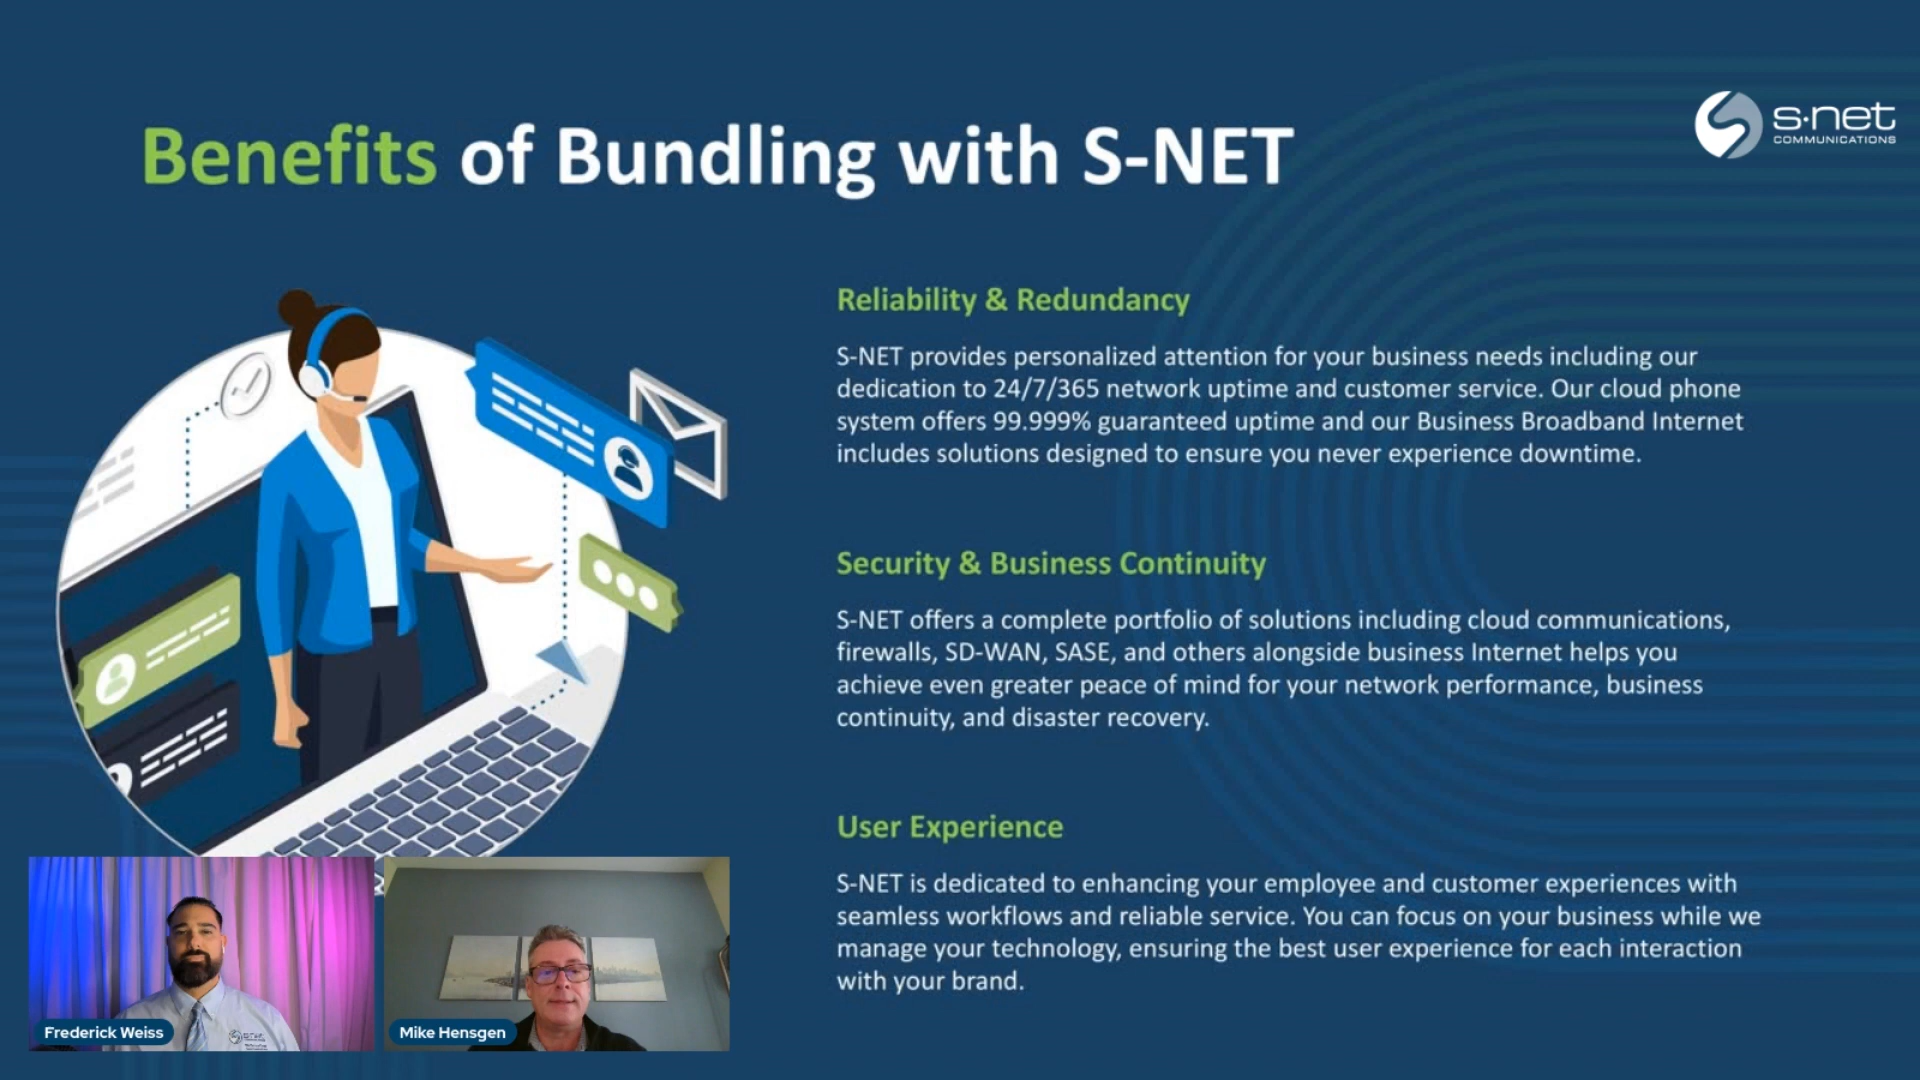 Benefits of Bundling with S-NET
s·net
COMMUNICATIONS
Reliability & Redundancy
S-NET provides personalized attention for your business needs including our
dedication to 24/7/365 network uptime and customer service. Our cloud phone
system offers 99.999% guaranteed uptime and our Business Broadband Internet
includes solutions designed to ensure you never experience downtime.
Security & Business Continuity
S-NET offers a complete portfolio of solutions including cloud communications,
firewalls, SD-WAN, SASE, and others alongside business Internet helps you
achieve even greater peace of mind for your network performance, business
continuity, and disaster recovery.
User Experience
S-NET is dedicated to enhancing your employee and customer experiences with
seamless workflows and reliable service. You can focus on your business while we
manage your technology, ensuring the best user experience for each interaction
with your brand.
Frederick Weiss
Mike Hensgen